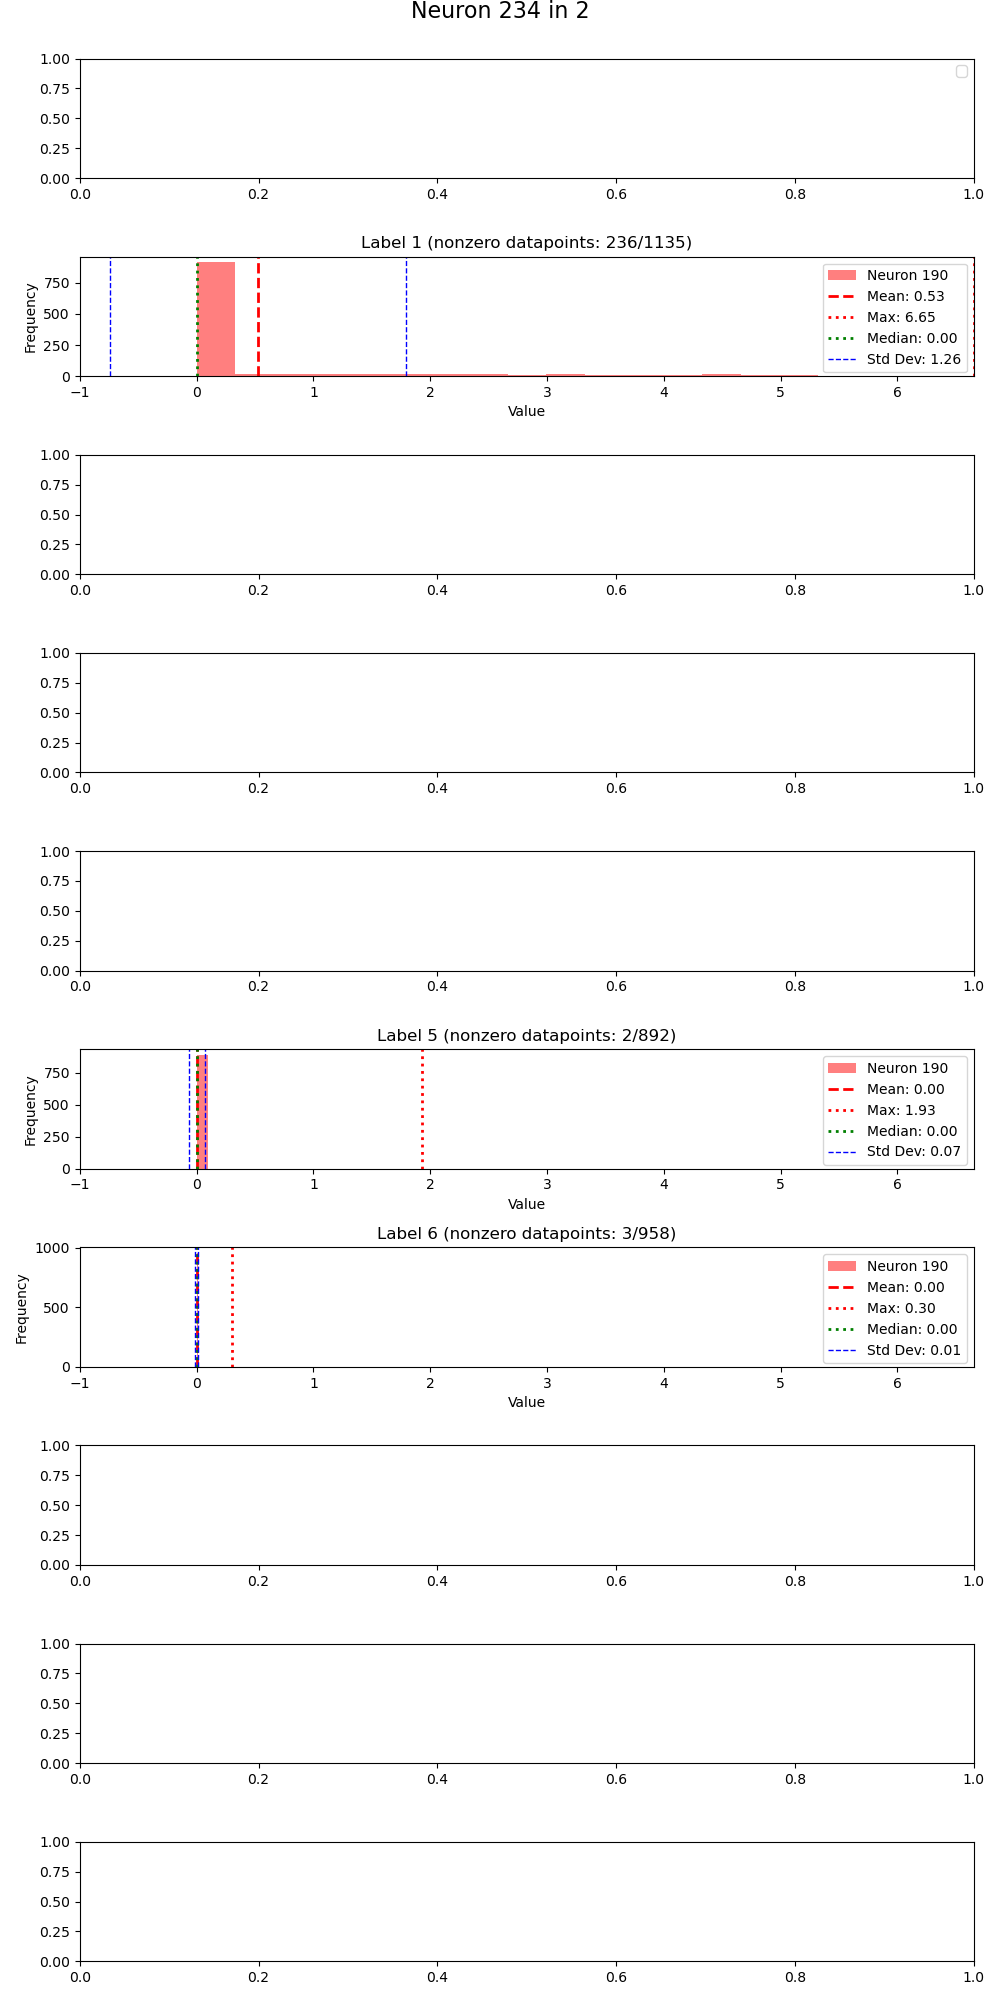 Neuron 234 in 2
1.00
0.75
0.50
0.25
0.00
0.0 0.2 0.4 0.6 0.8 1.0
Label 1 (nonzero datapoints: 236/1135)
Frequency
750
500
250
0
Neuron 190
Mean: 0.53
Max: 6.65
Median: 0.00
Std Dev: 1.26
−1 0 1 2 3 4 5 6
Value
1.00
0.75
0.50
0.25
0.00
0.0 0.2 0.4 0.6 0.8 1.0
1.00
0.75
0.50
0.25
0.00
0.0 0.2 0.4 0.6 0.8 1.0
1.00
0.75
0.50
0.25
0.00
0.0 0.2 0.4 0.6 0.8 1.0
Label 5 (nonzero datapoints: 2/892)
Frequency
750
500
250
0
Neuron 190
Mean: 0.00
Max: 1.93
Median: 0.00
Std Dev: 0.07
−1 0 1 2 3 4 5 6
Value
Label 6 (nonzero datapoints: 3/958)
Frequency
1000
500
0
Neuron 190
Mean: 0.00
Max: 0.30
Median: 0.00
Std Dev: 0.01
−1 0 1 2 3 4 5 6
Value
1.00
0.75
0.50
0.25
0.00
0.0 0.2 0.4 0.6 0.8 1.0
1.00
0.75
0.50
0.25
0.00
0.0 0.2 0.4 0.6 0.8 1.0
1.00
0.75
0.50
0.25
0.00
0.0 0.2 0.4 0.6 0.8 1.0